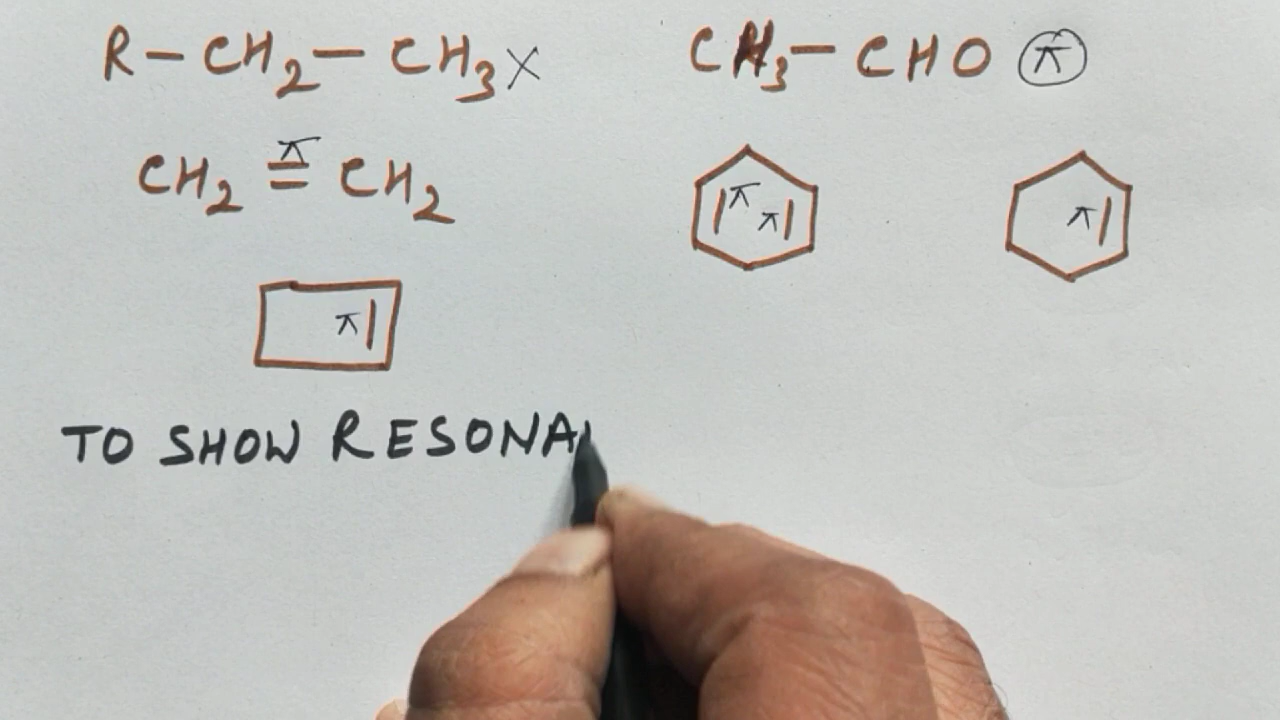 R-CH2-CH3 X CH3-CHO π
CH2 = CH2 π
π π
π
π
TO SHOW RESONA